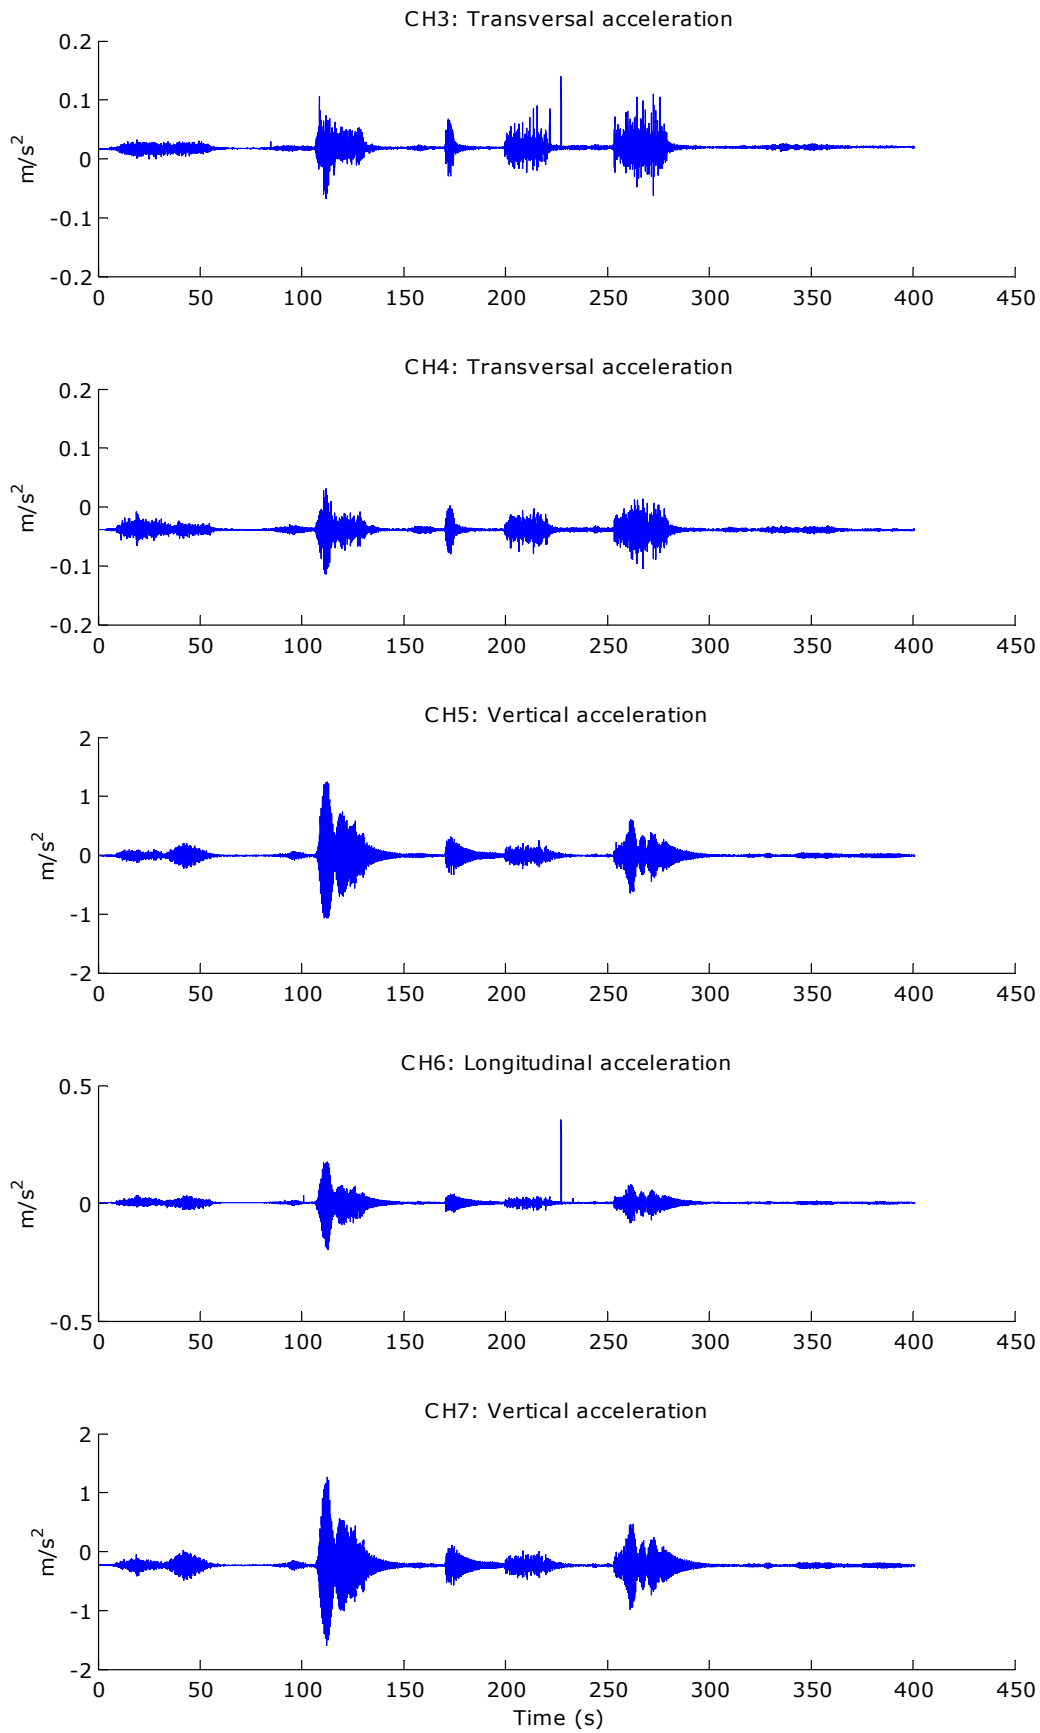 CH3: Transversal acceleration
0.2
0.1
0
-0.1
-0.2
m/s²
0 50 100 150 200 250 300 350 400 450
CH4: Transversal acceleration
0.2
0.1
0
-0.1
-0.2
m/s²
0 50 100 150 200 250 300 350 400 450
CH5: Vertical acceleration
2
1
0
-1
-2
m/s²
0 50 100 150 200 250 300 350 400 450
CH6: Longitudinal acceleration
0.5
0
-0.5
m/s²
0 50 100 150 200 250 300 350 400 450
CH7: Vertical acceleration
2
1
0
-1
-2
m/s²
0 50 100 150 200 250 300 350 400 450
Time (s)